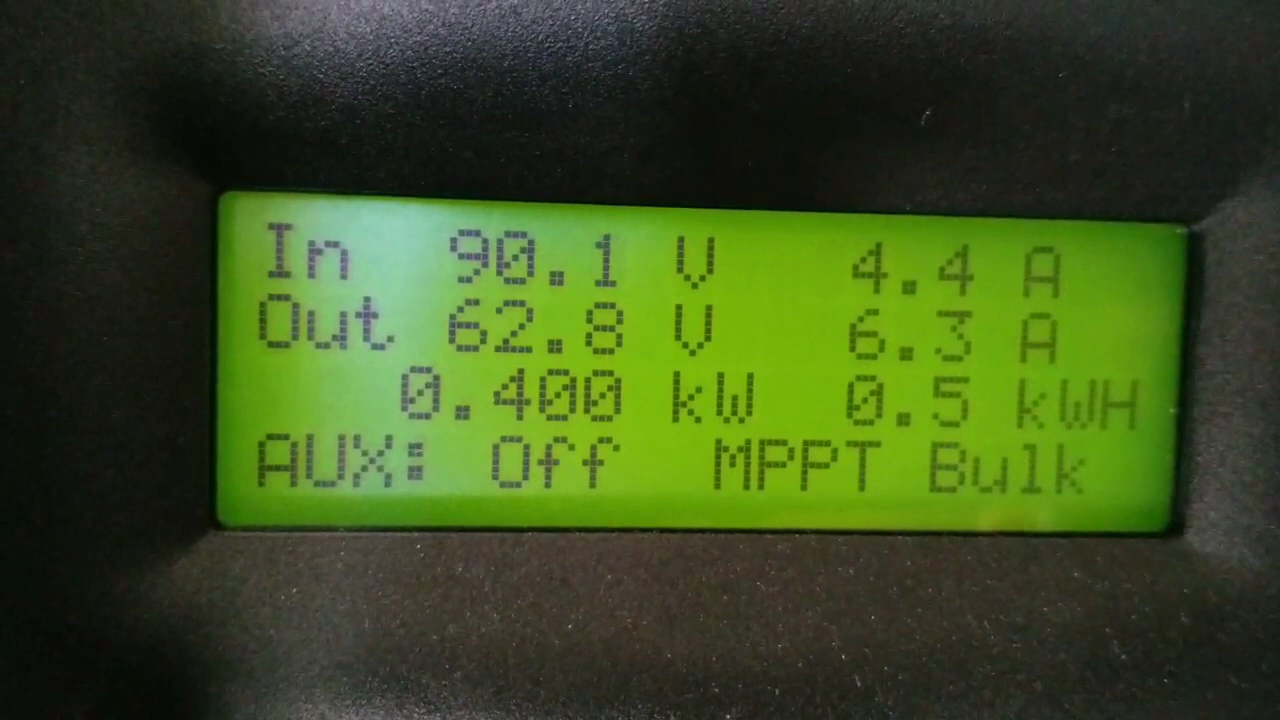 In 90.1 V 4.4 A
Out 62.8 V 6.3 A
0.400 kW 0.5 kWH
AUX: Off MPPT Bulk